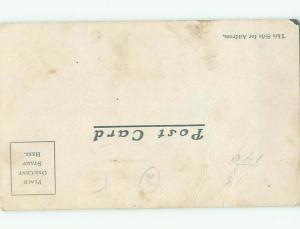 Post Card
This Side for Address.
PLACE
ONE CENT
STAMP
HERE